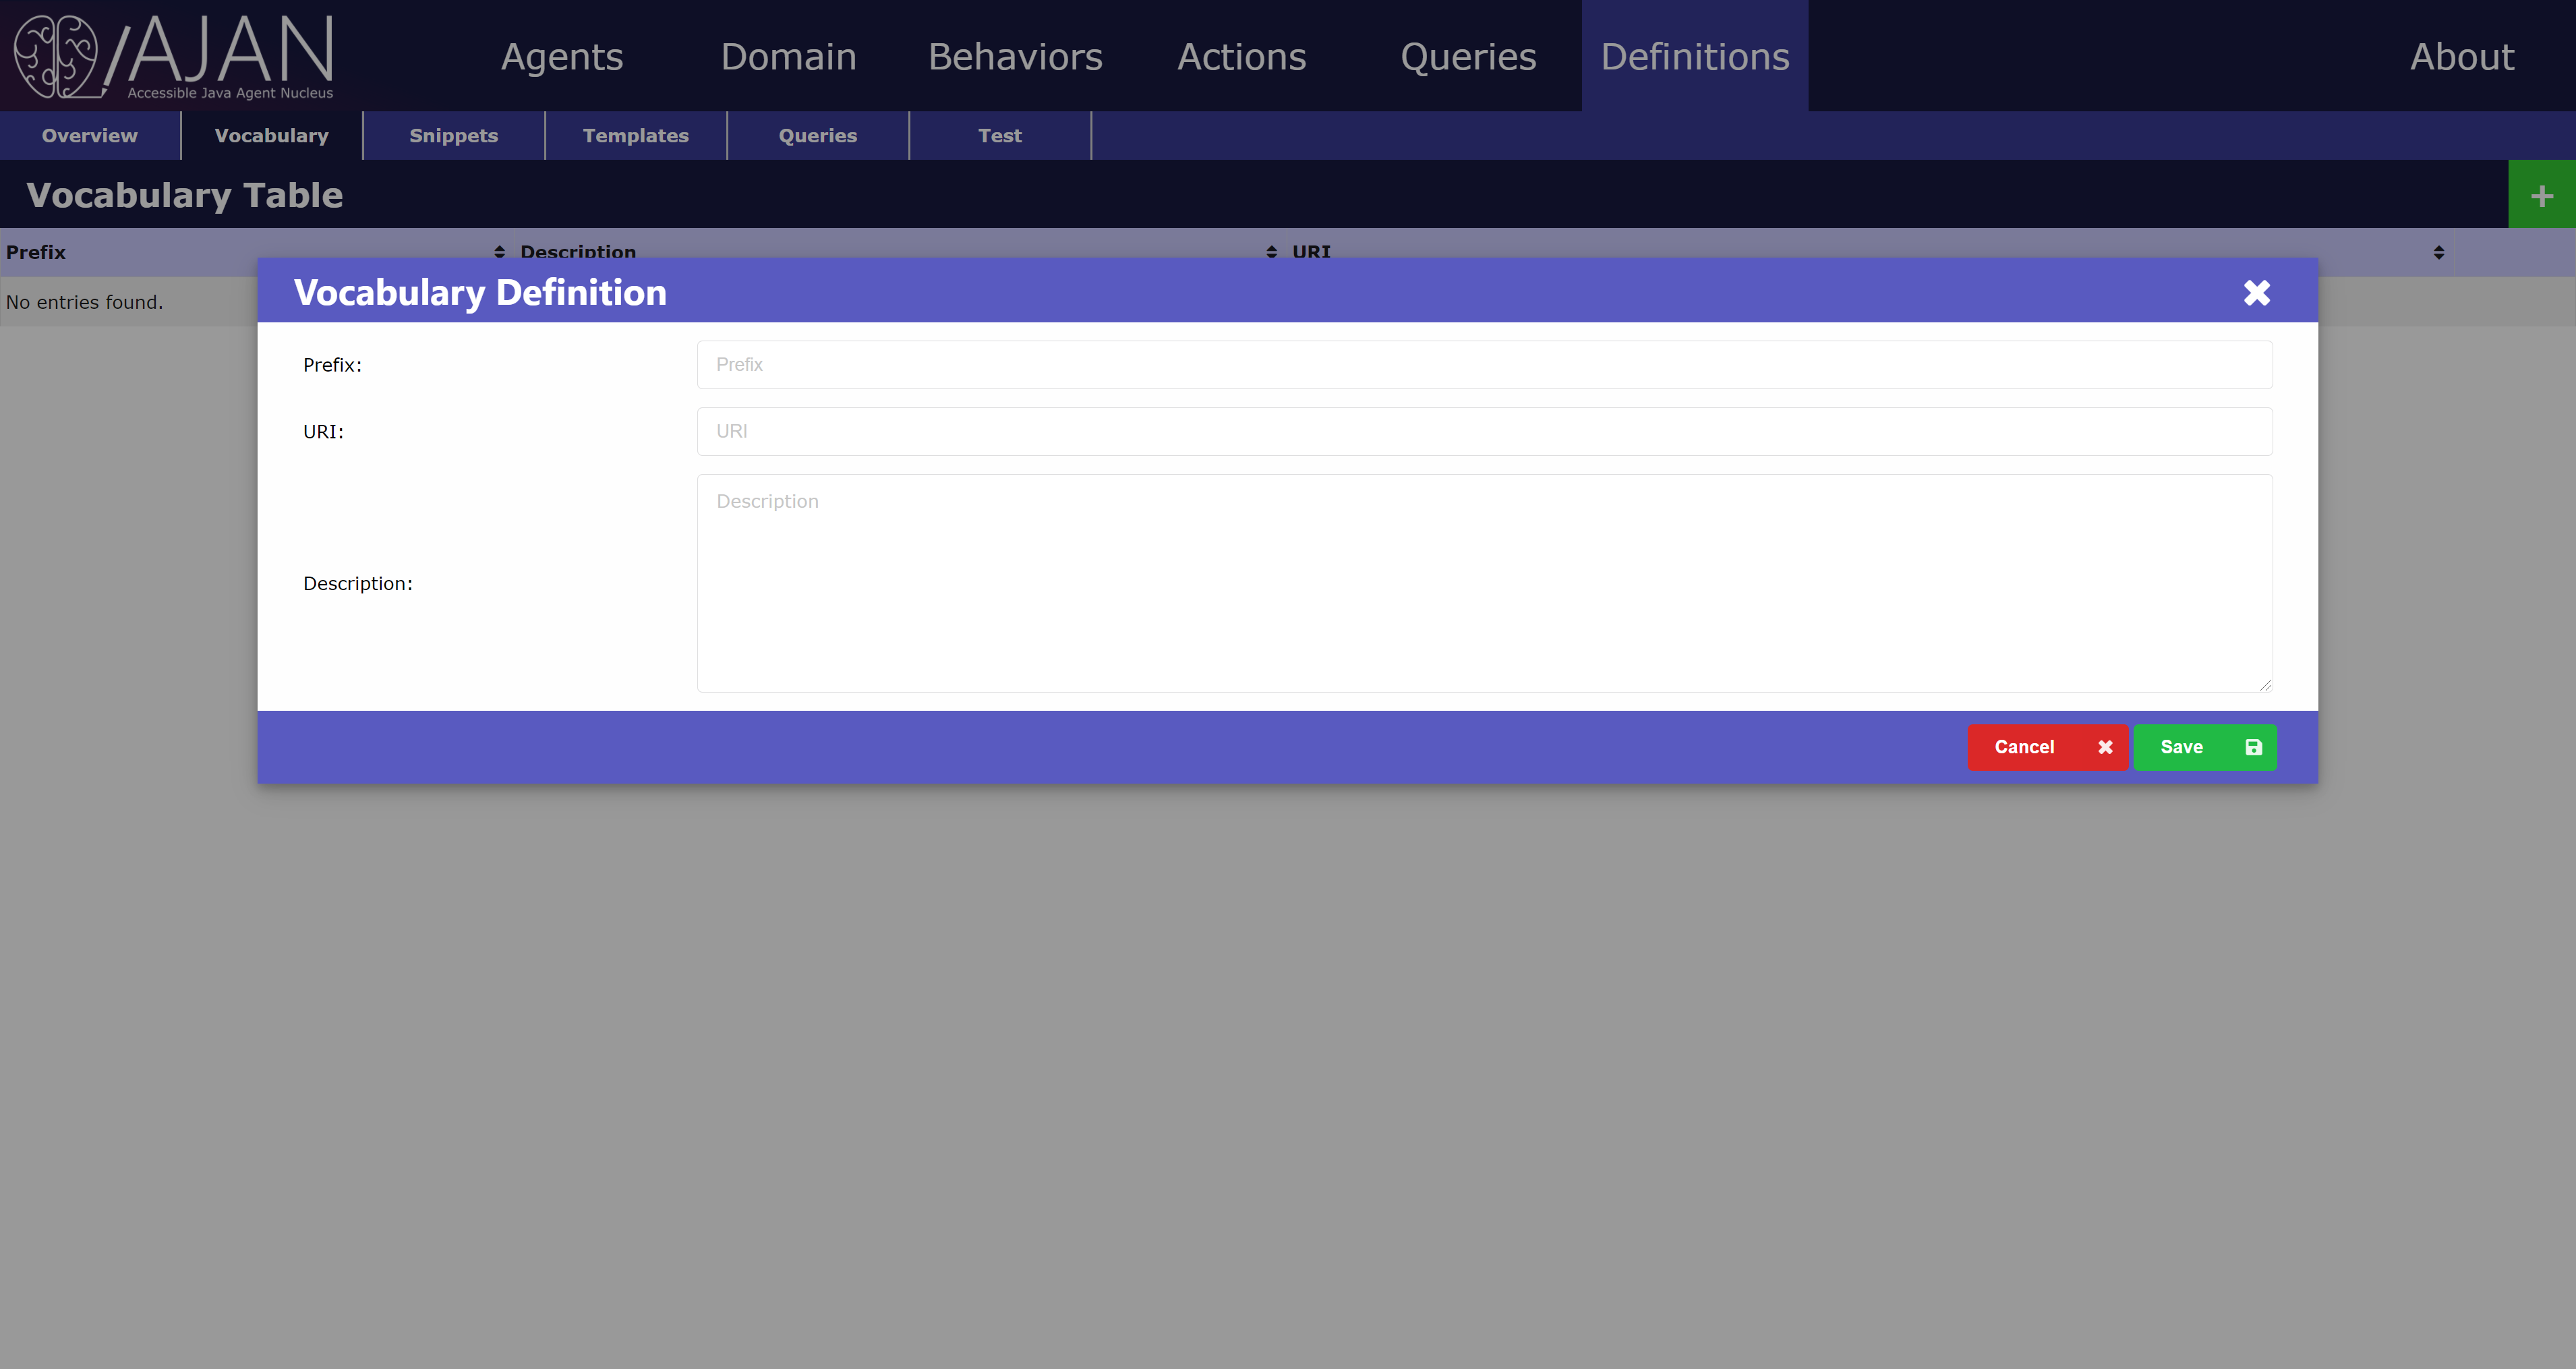 AJAN
Accessible Java Agent Nucleus
Agents Domain Behaviors Actions Queries Definitions About
Overview Vocabulary Snippets Templates Queries Test
Vocabulary Table +
Prefix Description URI
No entries found.
Vocabulary Definition
Prefix: Prefix
URI: URI
Description: Description
Cancel Save